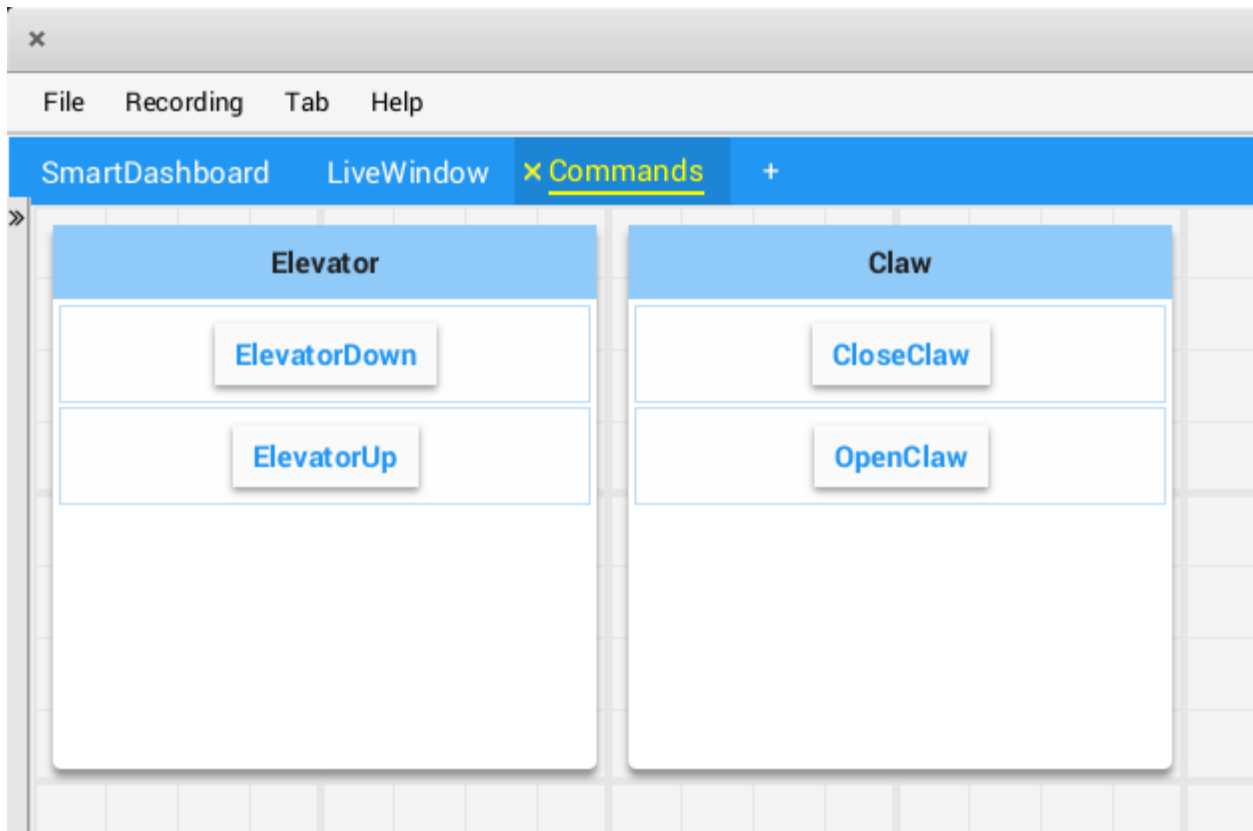 File Recording Tab Help
SmartDashboard LiveWindow × Commands +
»
Elevator
ElevatorDown
ElevatorUp
Claw
CloseClaw
OpenClaw